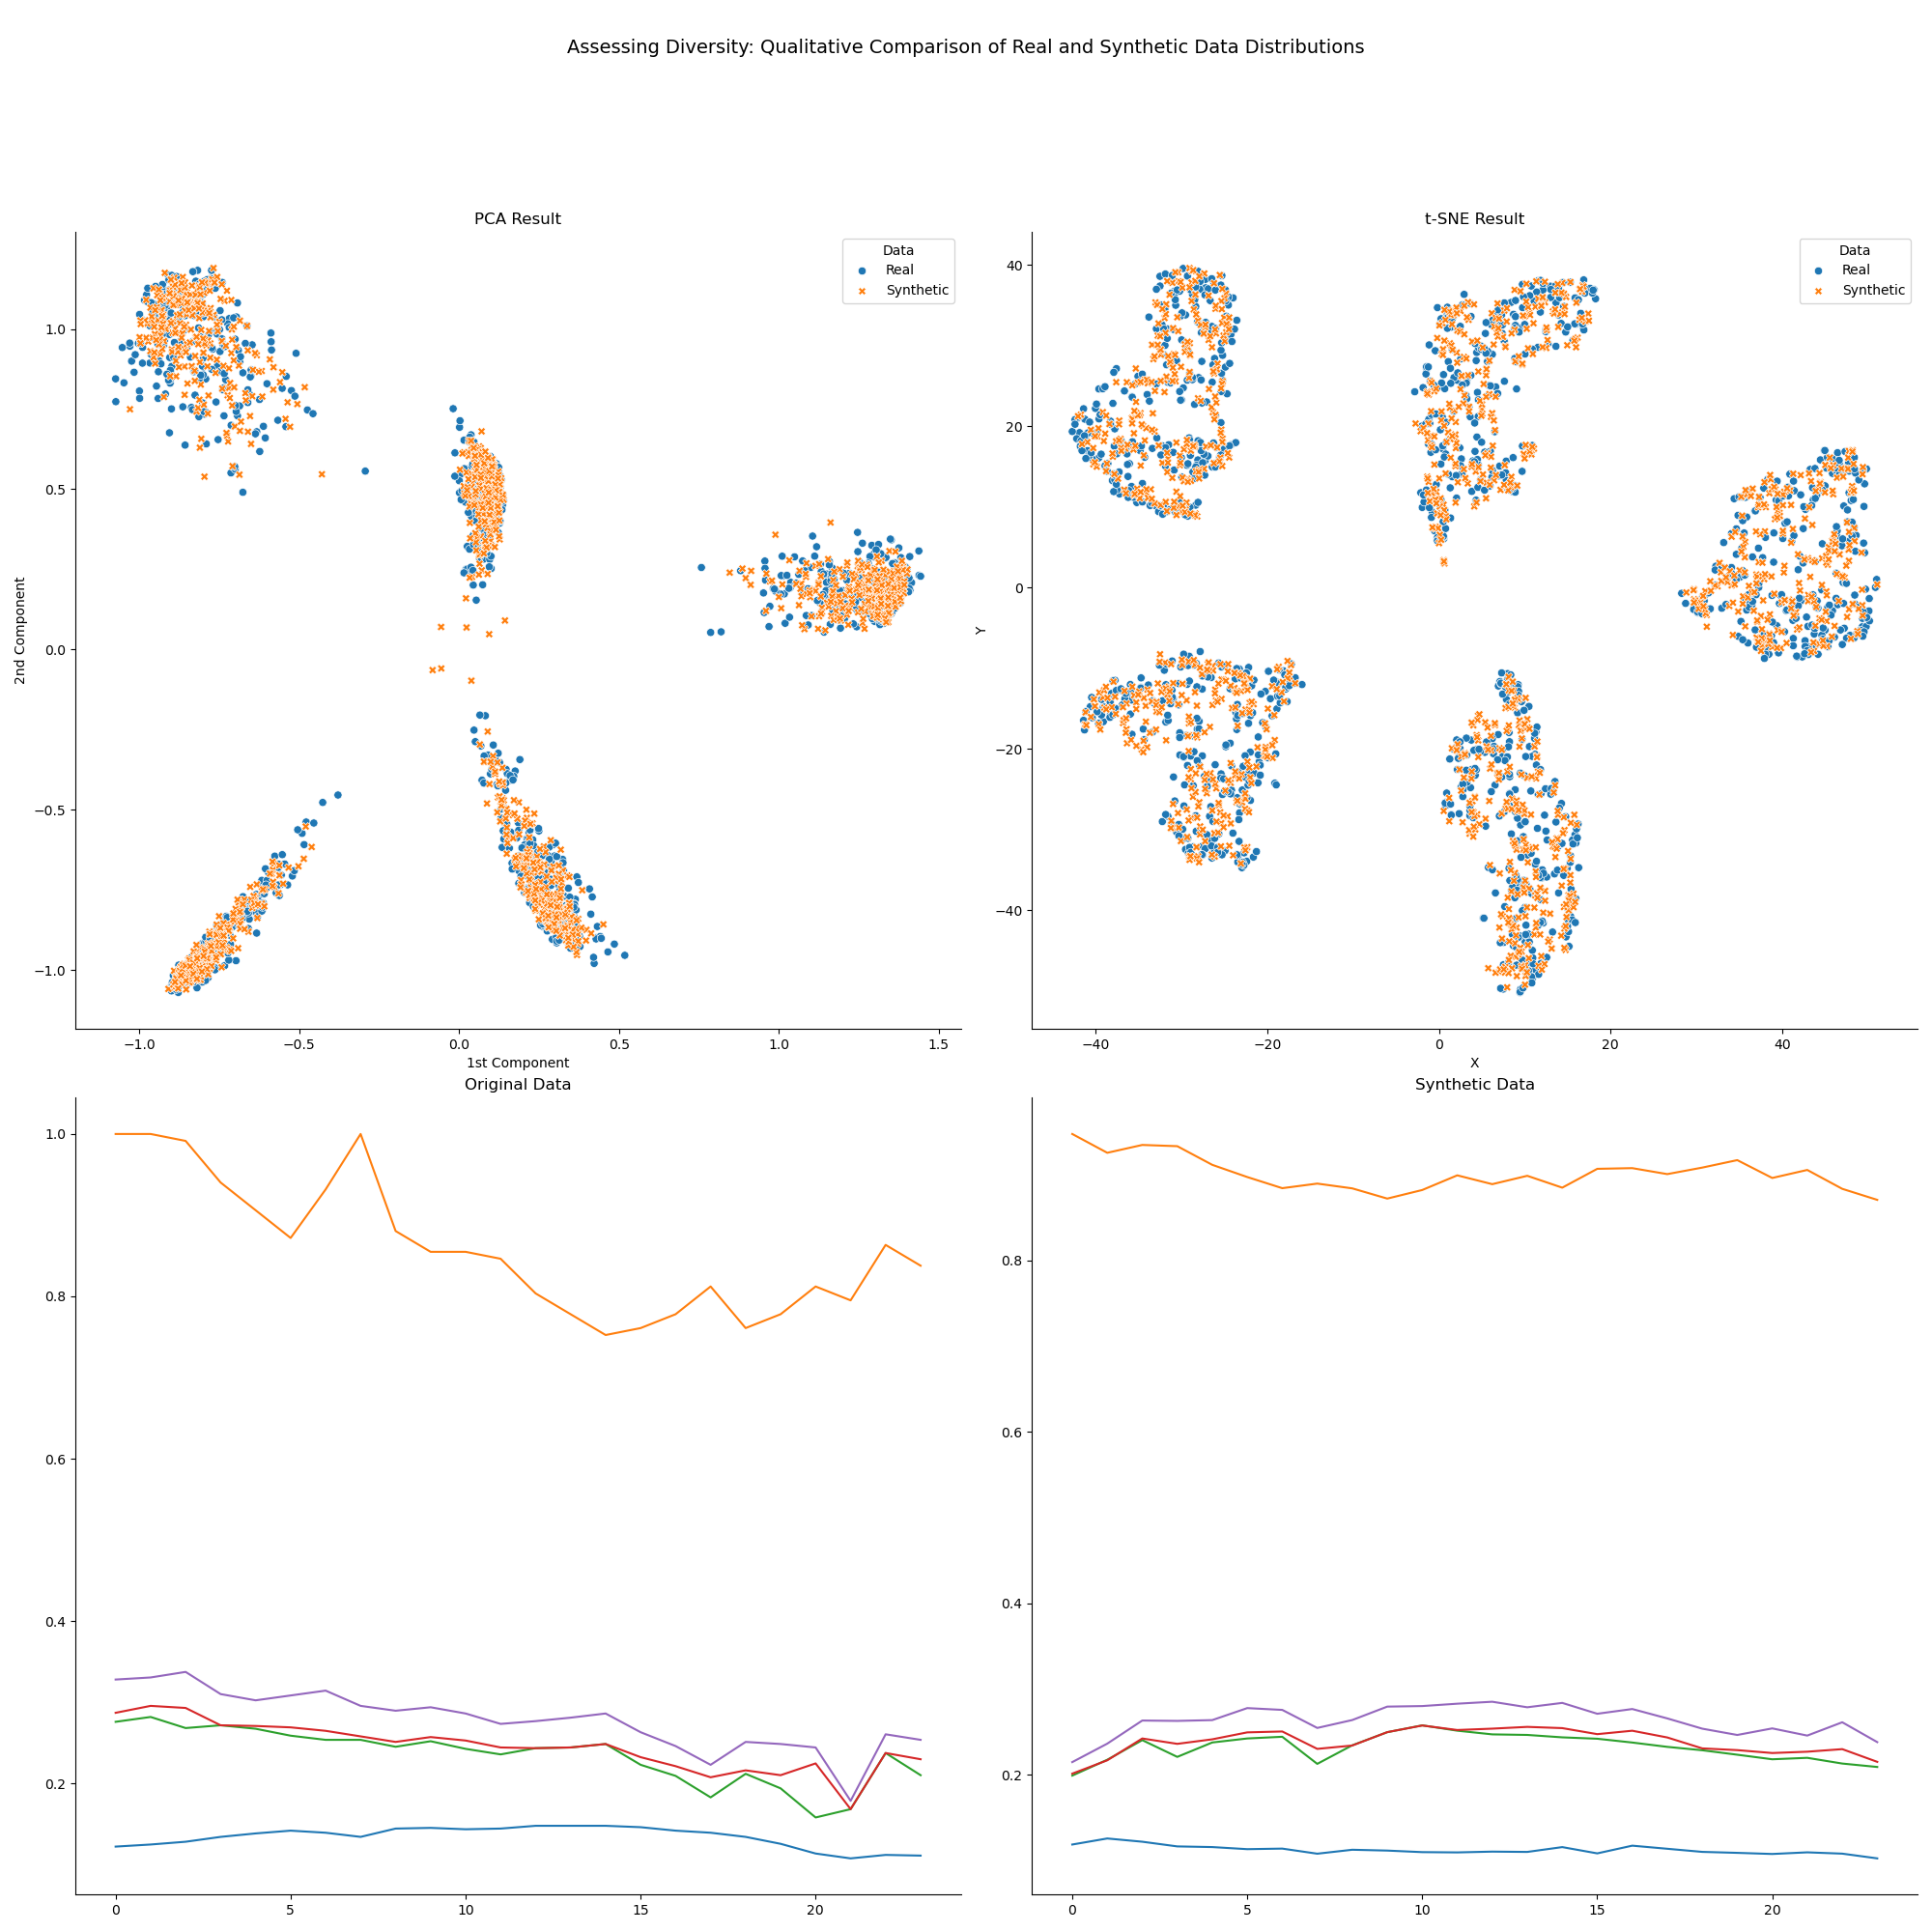 Assessing Diversity: Qualitative Comparison of Real and Synthetic Data Distributions
PCA Result
Data
Real
Synthetic
1.0
0.5
0.0
−0.5
−1.0
2nd Component
−1.0
−0.5
0.0
0.5
1.0
1.5
1st Component
t-SNE Result
Data
Real
Synthetic
40
20
0
−20
−40
Y
−40
−20
0
20
40
X
Original Data
1.0
0.8
0.6
0.4
0.2
0
5
10
15
20
Synthetic Data
0.8
0.6
0.4
0.2
0
5
10
15
20